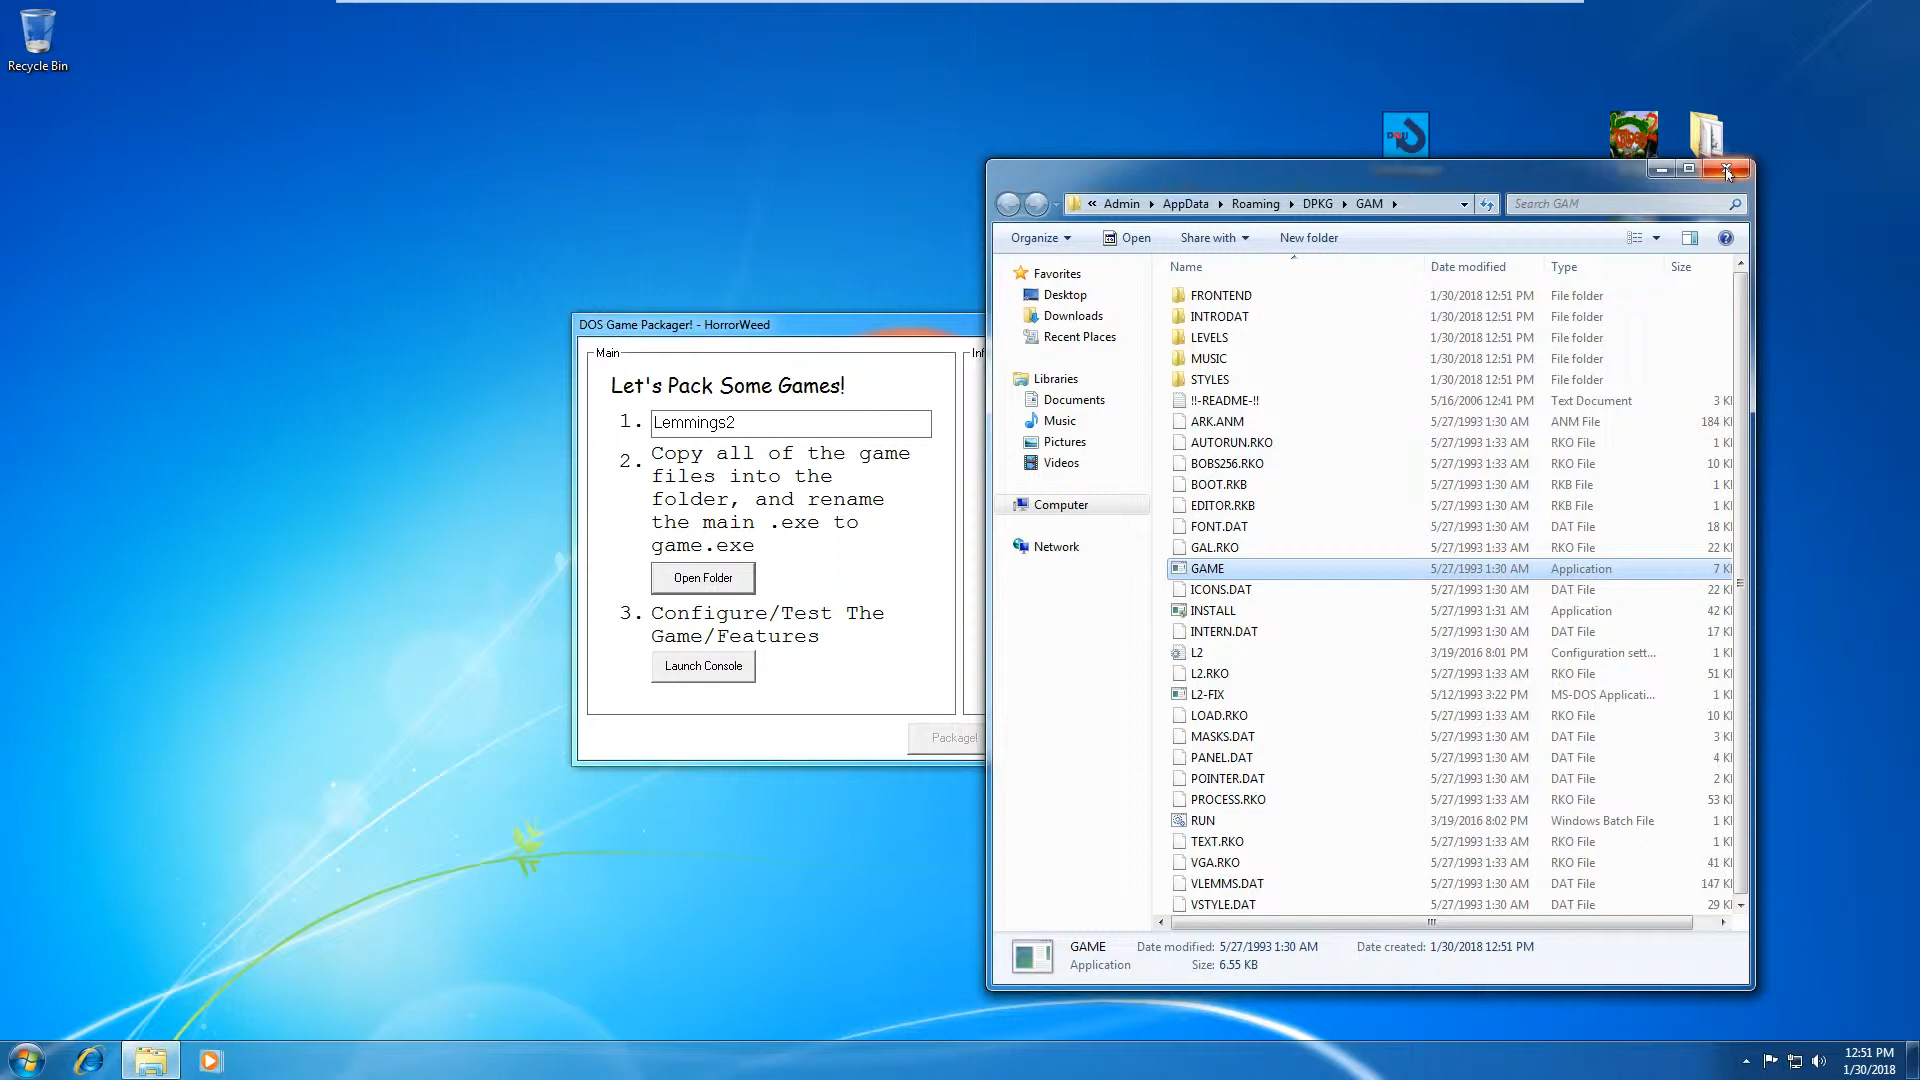 Recycle Bin
DOS Game Packager! - HorrorWeed
Main
Let's Pack Some Games!
1. Lemmings2
2. Copy all of the game
files into the
folder, and rename
the main .exe to
game.exe
Open Folder
3. Configure/Test The
Game/Features
Launch Console
Package!
« Admin AppData Roaming DPKG GAM
Search GAM
Organize Open Share with New folder
Favorites
Desktop
Downloads
Recent Places
Libraries
Documents
Music
Pictures
Videos
Computer
Network
Name Date modified Type Size
FRONTEND 1/30/2018 12:51 PM File folder
INTRODAT 1/30/2018 12:51 PM File folder
LEVELS 1/30/2018 12:51 PM File folder
MUSIC 1/30/2018 12:51 PM File folder
STYLES 1/30/2018 12:51 PM File folder
!!-README-!! 5/16/2006 12:41 PM Text Document 3
ARK.ANM 5/27/1993 1:30 AM ANM File 184
AUTORUN.RKO 5/27/1993 1:33 AM RKO File 1
BOBS256.RKO 5/27/1993 1:33 AM RKO File 10
BOOT.RKB 5/27/1993 1:33 AM RKB File 1
EDITOR.RKB 5/27/1993 1:33 AM RKB File 1
FONT.DAT 5/27/1993 1:30 AM DAT File 18
GAL.RKO 5/27/1993 1:33 AM RKO File 22
GAME 5/27/1993 1:30 AM Application 7
ICONS.DAT 5/27/1993 1:30 AM DAT File 22
INSTALL 5/27/1993 1:31 AM Application 42
INTERN.DAT 5/27/1993 1:30 AM DAT File 17
L2 3/19/2016 8:01 PM Configuration sett... 1
L2.RKO 5/27/1993 1:33 AM RKO File 51
L2-FIX 5/12/1993 3:22 PM MS-DOS Applicati... 1
LOAD.RKO 5/27/1993 1:33 AM RKO File 10
MASKS.DAT 5/27/1993 1:30 AM DAT File 3
PANEL.DAT 5/27/1993 1:30 AM DAT File 4
POINTER.DAT 5/27/1993 1:30 AM DAT File 2
PROCESS.RKO 5/27/1993 1:33 AM RKO File 53
RUN 3/19/2016 8:02 PM Windows Batch File 1
TEXT.RKO 5/27/1993 1:33 AM RKO File 1
VGA.RKO 5/27/1993 1:33 AM RKO File 41
VLEMMS.DAT 5/27/1993 1:30 AM DAT File 147
VSTYLE.DAT 5/27/1993 1:30 AM DAT File 29
GAME Date modified: 5/27/1993 1:30 AM Date created: 1/30/2018 12:51 PM
Application Size: 6.55 KB
12:51 PM
1/30/2018